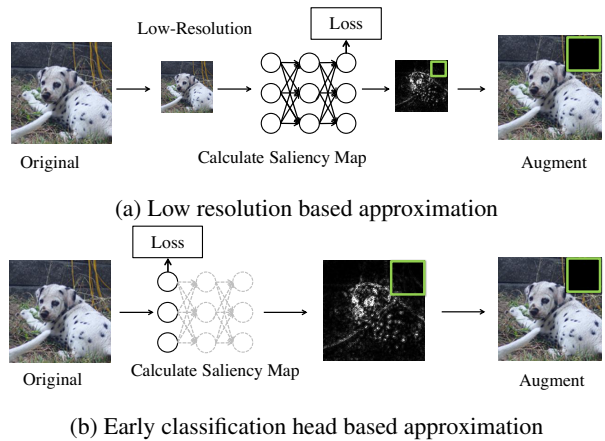 Low-Resolution
Loss
Original
Calculate Saliency Map
Augment
(a) Low resolution based approximation
Loss
Original
Calculate Saliency Map
Augment
(b) Early classification head based approximation